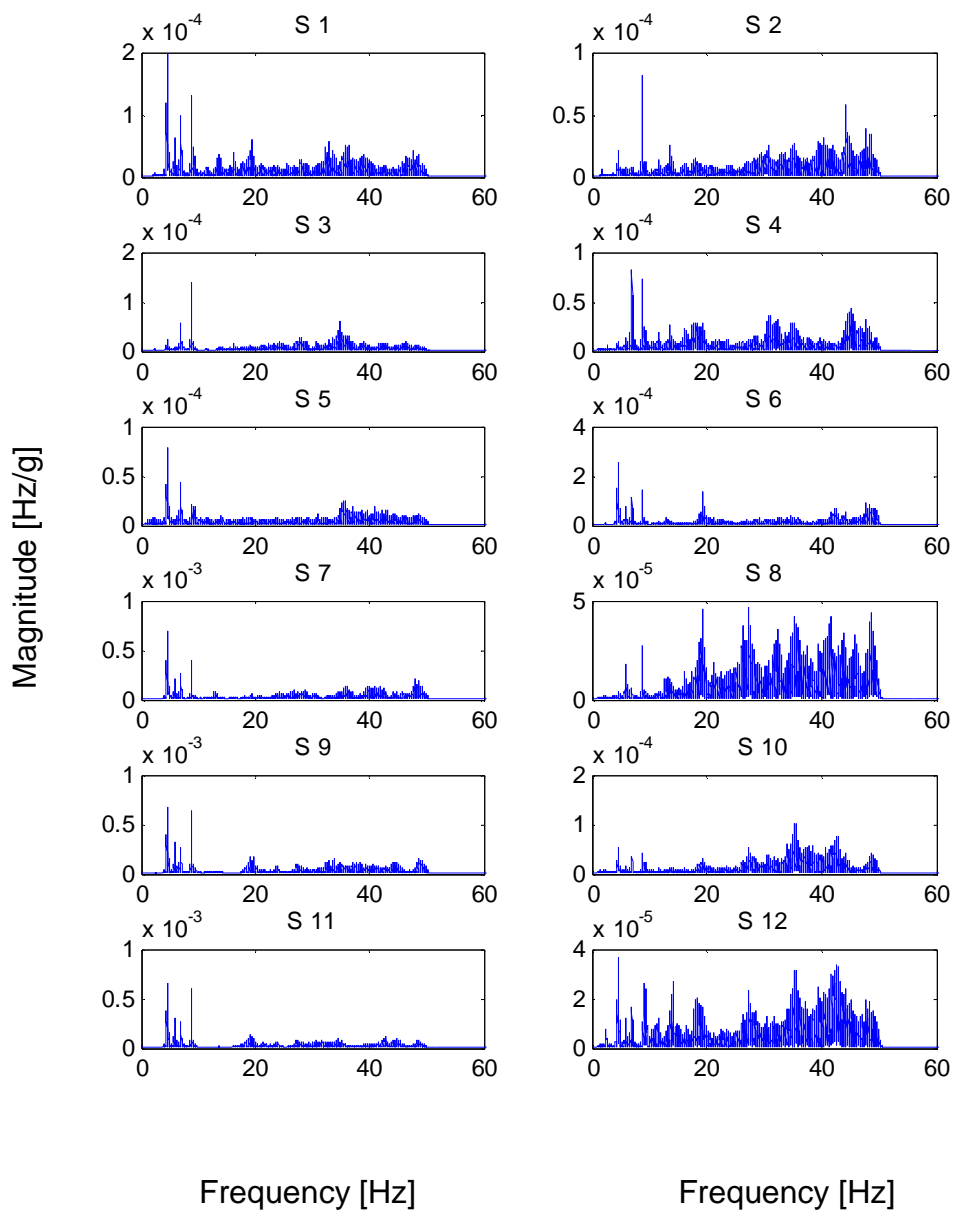 x 10-4 S 1
2
1
0
0 20 40 60
x 10-4 S 2
1
0.5
0
0 20 40 60
x 10-4 S 3
2
1
0
0 20 40 60
x 10-4 S 4
1
0.5
0
0 20 40 60
x 10-4 S 5
1
0.5
0
0 20 40 60
x 10-4 S 6
4
2
0
0 20 40 60
x 10-3 S 7
1
0.5
0
0 20 40 60
x 10-5 S 8
5
0
0 20 40 60
x 10-3 S 9
1
0.5
0
0 20 40 60
x 10-4 S 10
2
1
0
0 20 40 60
x 10-3 S 11
1
0.5
0
0 20 40 60
x 10-5 S 12
4
2
0
0 20 40 60
Magnitude [Hz/g]
Frequency [Hz] Frequency [Hz]